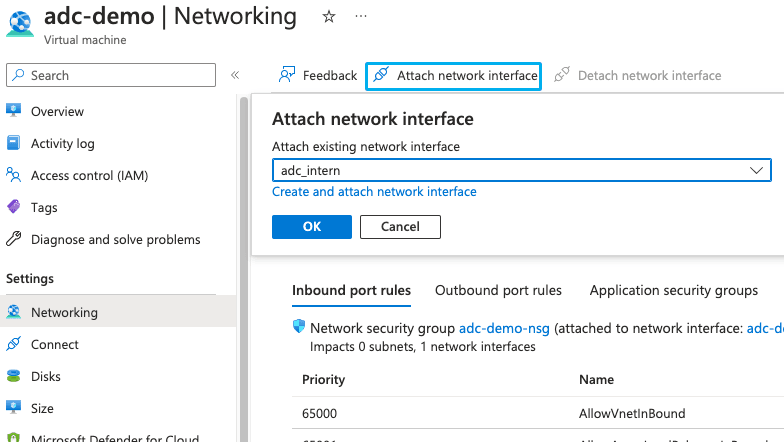 adc-demo | Networking
Virtual machine
Search
Feedback
Attach network interface
Detach network interface
Overview
Activity log
Access control (IAM)
Tags
Diagnose and solve problems
Settings
Networking
Connect
Disks
Size
Microsoft Defender for Cloud
Attach network interface
Attach existing network interface
adc_intern
Create and attach network interface
OK
Cancel
Inbound port rules
Outbound port rules
Application security groups
Network security group adc-demo-nsg (attached to network interface: adc-d
Impacts 0 subnets, 1 network interfaces
Priority
Name
65000
AllowVnetInBound